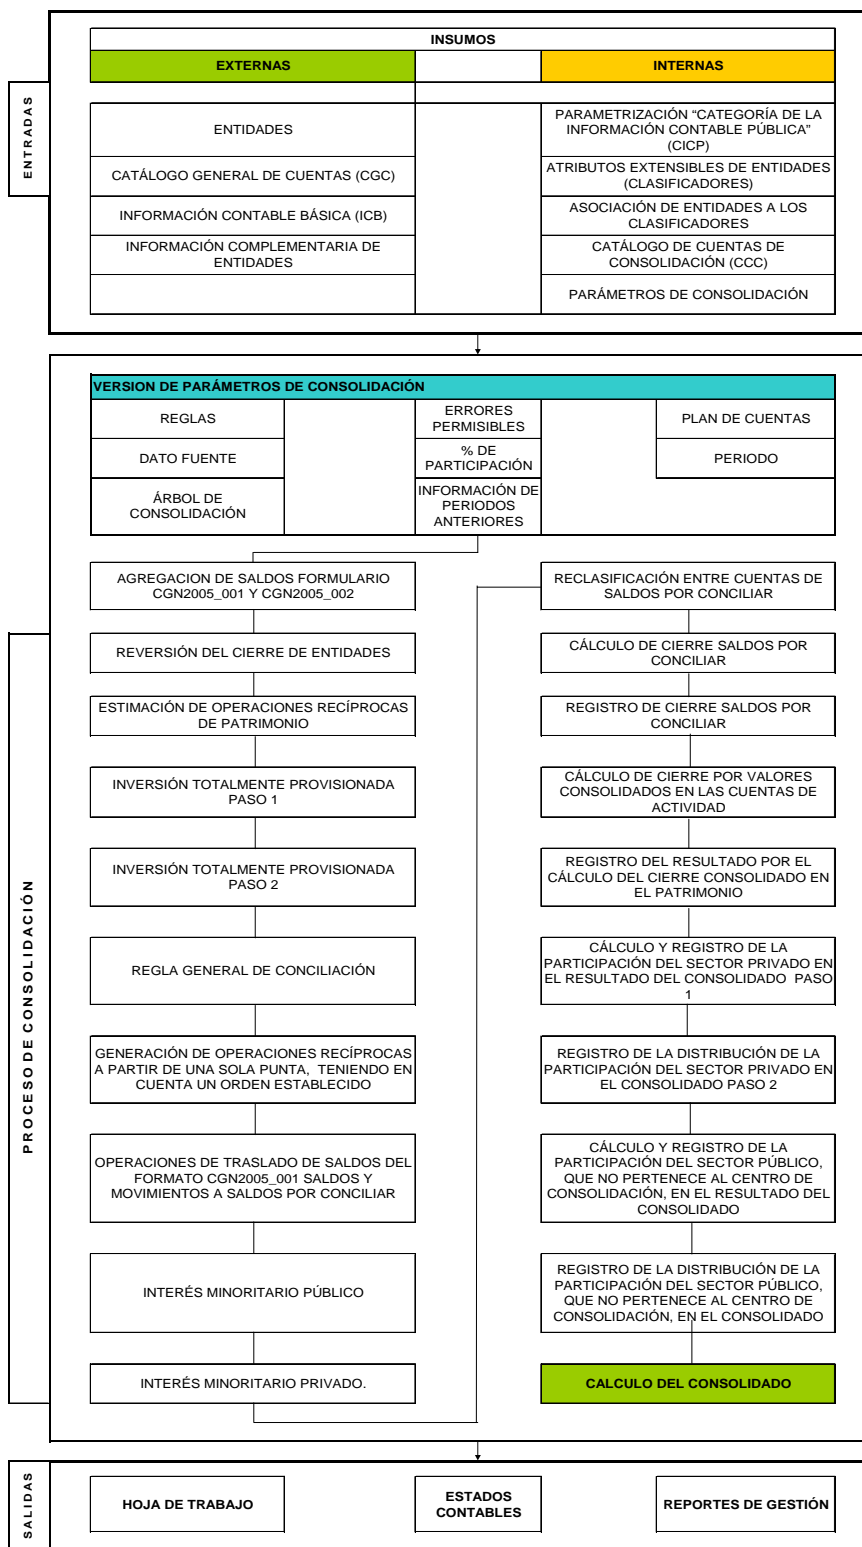 INSUMOS
EXTERNAS
INTERNAS
ENTRADAS
ENTIDADES
PARAMETRIZACIÓN “CATEGORÍA DE LA
INFORMACIÓN CONTABLE PÚBLICA”
(CICP)
CATÁLOGO GENERAL DE CUENTAS (CGC)
ATRIBUTOS EXTENSIBLES DE ENTIDADES
(CLASIFICADORES)
INFORMACIÓN CONTABLE BÁSICA (ICB)
ASOCIACIÓN DE ENTIDADES A LOS
CLASIFICADORES
INFORMACIÓN COMPLEMENTARIA DE
ENTIDADES
CATÁLOGO DE CUENTAS DE
CONSOLIDACIÓN (CCC)
PARÁMETROS DE CONSOLIDACIÓN
VERSION DE PARÁMETROS DE CONSOLIDACIÓN
REGLAS
ERRORES
PERMISIBLES
PLAN DE CUENTAS
DATO FUENTE
% DE
PARTICIPACIÓN
PERIODO
ÁRBOL DE
CONSOLIDACIÓN
INFORMACIÓN DE
PERIODOS
ANTERIORES
PROCESO DE CONSOLIDACIÓN
AGREGACION DE SALDOS FORMULARIO
CGN2005_001 Y CGN2005_002
REVERSIÓN DEL CIERRE DE ENTIDADES
ESTIMACIÓN DE OPERACIONES RECÍPROCAS
DE PATRIMONIO
INVERSIÓN TOTALMENTE PROVISIONADA
PASO 1
INVERSIÓN TOTALMENTE PROVISIONADA
PASO 2
REGLA GENERAL DE CONCILIACIÓN
GENERACIÓN DE OPERACIONES RECÍPROCAS
A PARTIR DE UNA SOLA PUNTA, TENIENDO EN
CUENTA UN ORDEN ESTABLECIDO
OPERACIONES DE TRASLADO DE SALDOS DEL
FORMATO CGN2005_001 SALDOS Y
MOVIMIENTOS A SALDOS POR CONCILIAR
INTERÉS MINORITARIO PÚBLICO
INTERÉS MINORITARIO PRIVADO.
RECLASIFICACIÓN ENTRE CUENTAS DE
SALDOS POR CONCILIAR
CÁLCULO DE CIERRE SALDOS POR
CONCILIAR
REGISTRO DE CIERRE SALDOS POR
CONCILIAR
CÁLCULO DE CIERRE POR VALORES
CONSOLIDADOS EN LAS CUENTAS DE
ACTIVIDAD
REGISTRO DEL RESULTADO POR EL
CÁLCULO DEL CIERRE CONSOLIDADO EN
EL PATRIMONIO
CÁLCULO Y REGISTRO DE LA
PARTICIPACIÓN DEL SECTOR PRIVADO EN
EL RESULTADO DEL CONSOLIDADO PASO
1
REGISTRO DE LA DISTRIBUCIÓN DE LA
PARTICIPACIÓN DEL SECTOR PRIVADO EN
EL CONSOLIDADO PASO 2
CÁLCULO Y REGISTRO DE LA
PARTICIPACIÓN DEL SECTOR PÚBLICO,
QUE NO PERTENECE AL CENTRO DE
CONSOLIDACIÓN, EN EL RESULTADO DEL
CONSOLIDADO
REGISTRO DE LA DISTRIBUCIÓN DE LA
PARTICIPACIÓN DEL SECTOR PÚBLICO,
QUE NO PERTENECE AL CENTRO DE
CONSOLIDACIÓN, EN EL CONSOLIDADO
CALCULO DEL CONSOLIDADO
SALIDAS
HOJA DE TRABAJO
ESTADOS
CONTABLES
REPORTES DE GESTIÓN